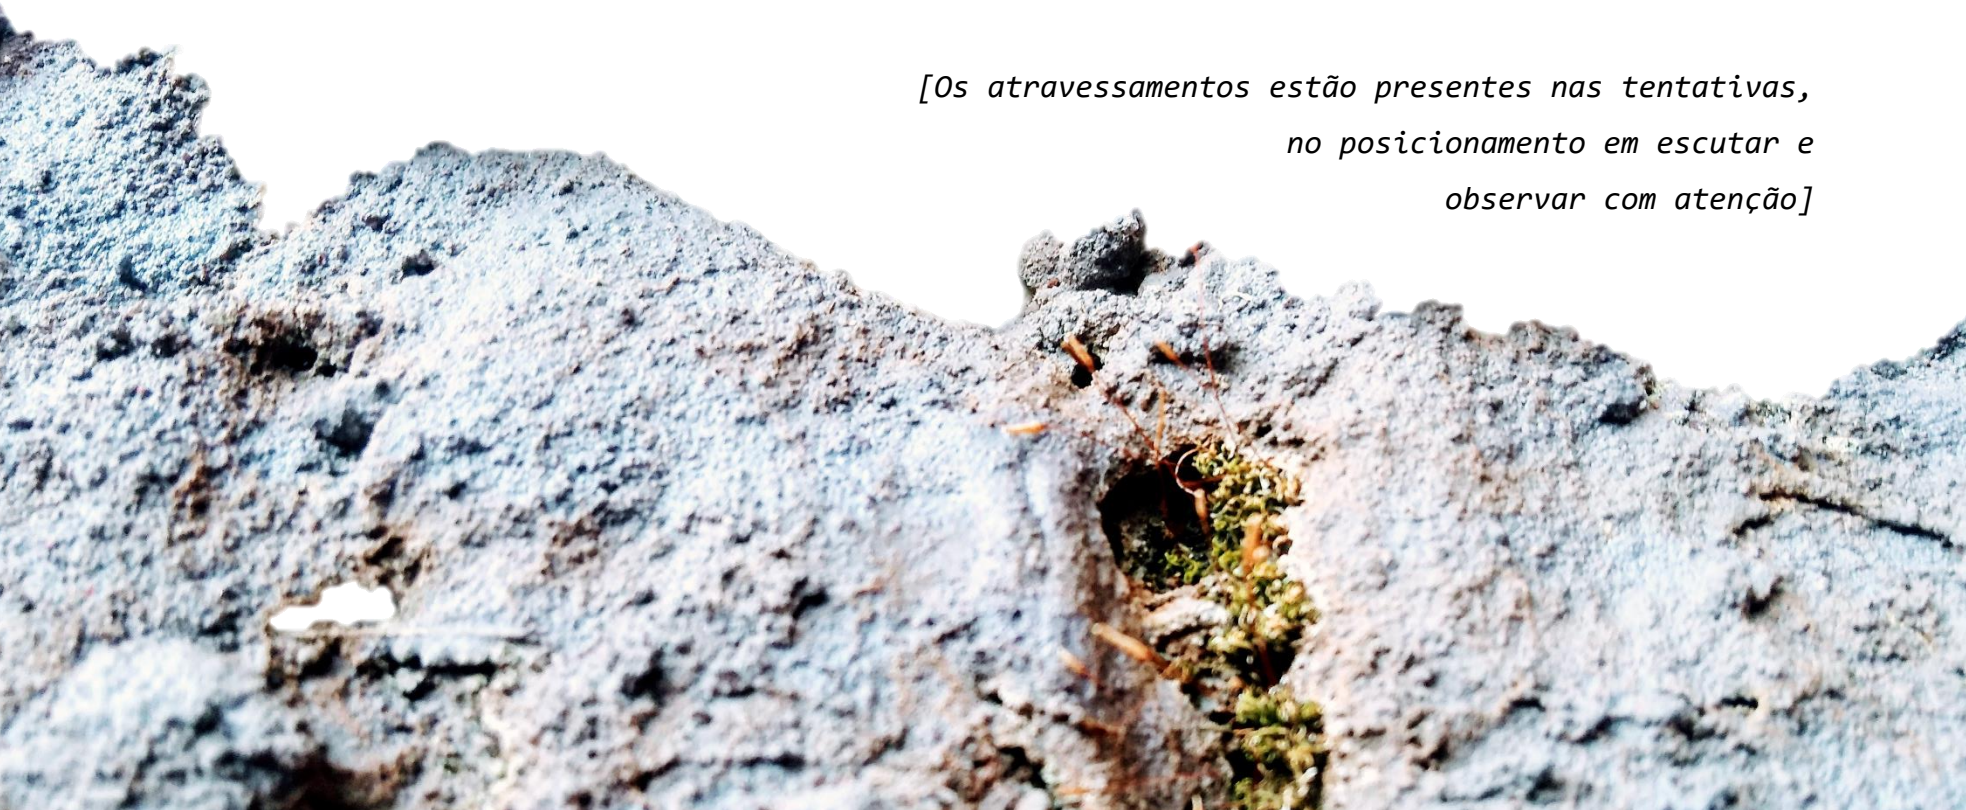 [Os atravessamentos estão presentes nas tentativas,
no posicionamento em escutar e
observar com atenção]